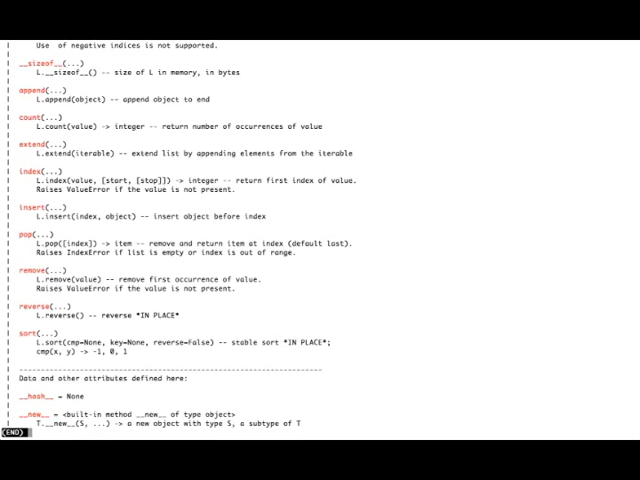 Use  of negative indices is not supported.
__sizeof__(...)
L.__sizeof__() -- size of L in memory, in bytes
append(...)
L.append(object) -- append object to end
count(...)
L.count(value) -> integer -- return number of occurrences of value
extend(...)
L.extend(iterable) -- extend list by appending elements from the iterable
index(...)
L.index(value, [start, [stop]]) -> integer -- return first index of value.
Raises ValueError if the value is not present.
insert(...)
L.insert(index, object) -- insert object before index
pop(...)
L.pop([index]) -> item -- remove and return item at index (default last).
Raises IndexError if list is empty or index is out of range.
remove(...)
L.remove(value) -- remove first occurrence of value.
Raises ValueError if the value is not present.
reverse(...)
L.reverse() -- reverse *IN PLACE*
sort(...)
L.sort(cmp=None, key=None, reverse=False) -- stable sort *IN PLACE*;
cmp(x, y) -> -1, 0, 1
----------------------------------------------------------------------
Data and other attributes defined here:
__hash__ = None
__new__ = <built-in method __new__ of type object>
T.__new__(S, ...) -> a new object with type S, a subtype of T
(END)